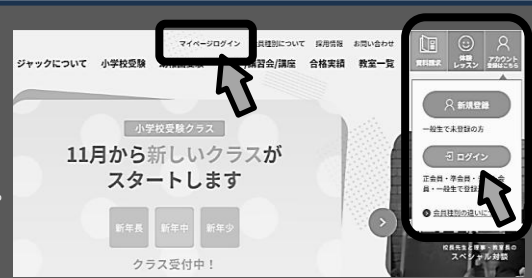 マイページログイン
会員種別について
採用情報
お問い合わせ
ジャックについて
小学校受験
講習会/講座
合格実績
教室一覧
資料請求
体験
レッスン
アカウント
登録はこちら
新規登録
一般生で未登録の方
ログイン
正会員・準会員・
員・一般生で登録
会員種別の違いに
小学校受験クラス
11月から新しいクラスが
スタートします
新年長
新年中
新年少
クラス受付中！
校長先生と理事・教室長の
スペシャル対談